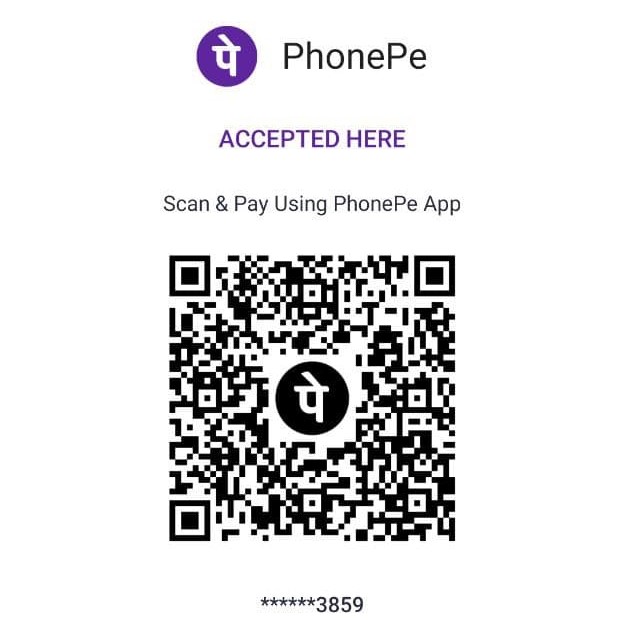 पे PhonePe
ACCEPTED HERE
Scan & Pay Using PhonePe App
पे
******3859